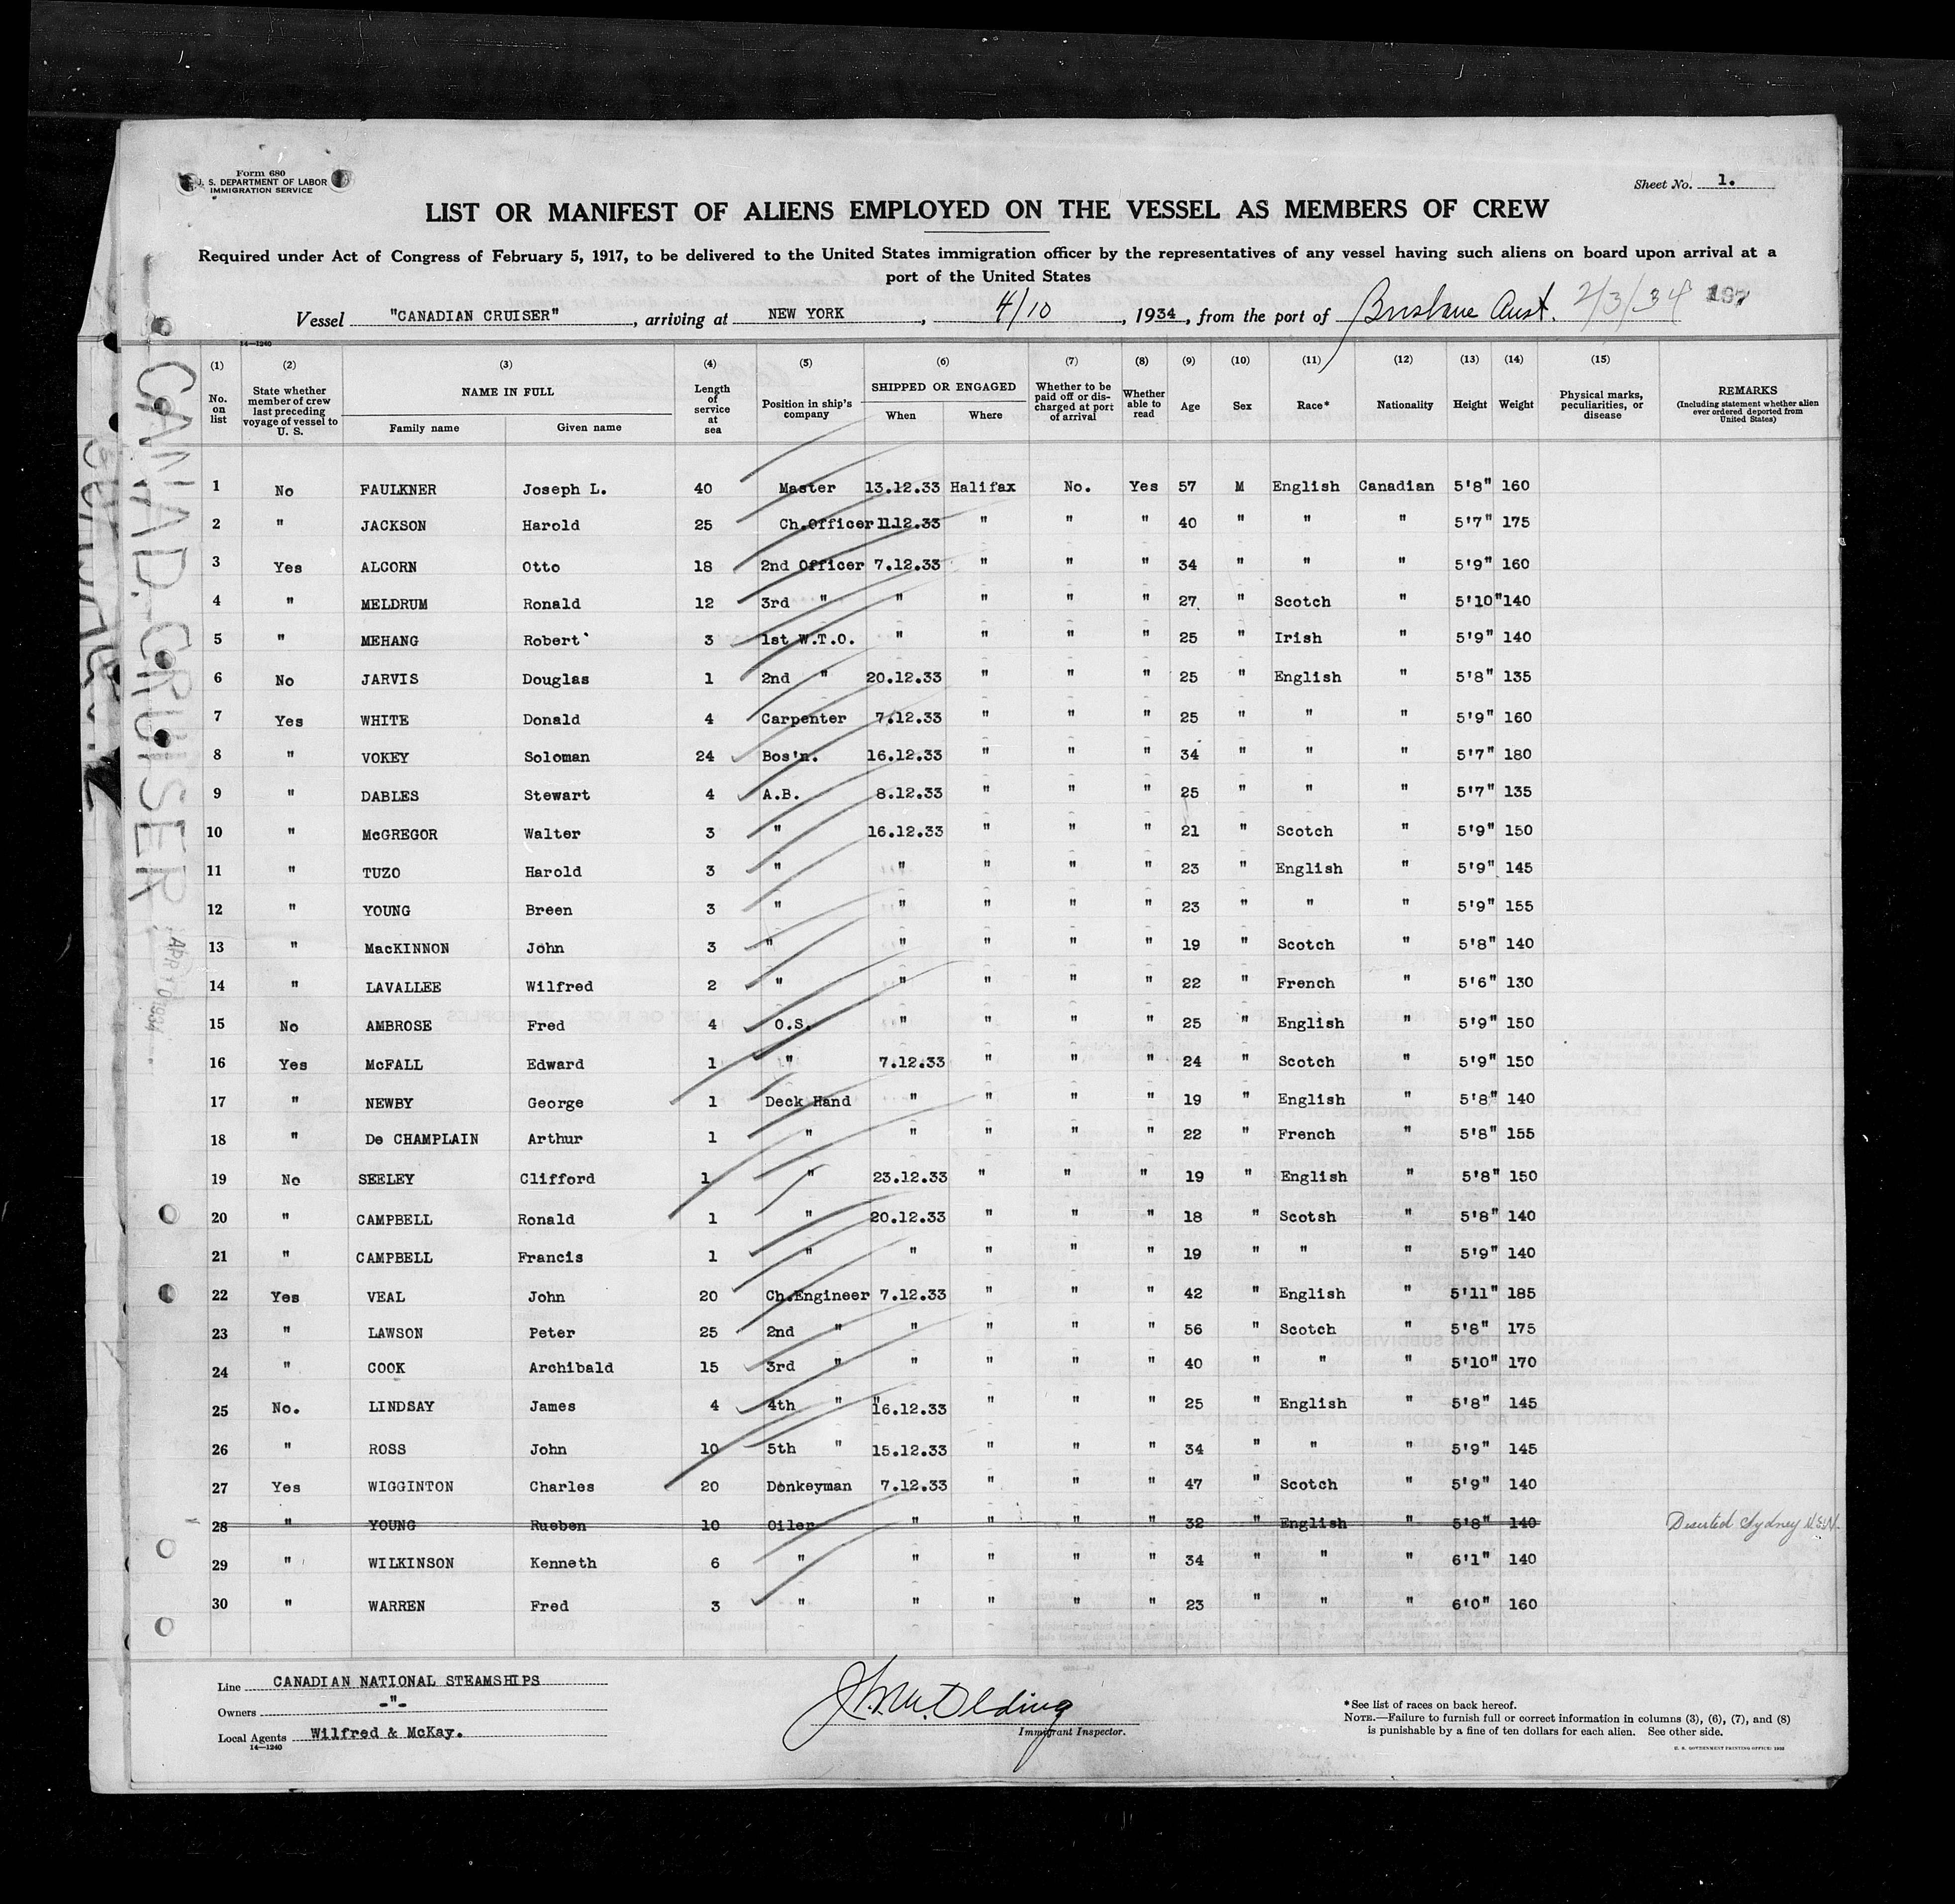 Form 680
U. S. DEPARTMENT OF LABOR
IMMIGRATION SERVICE
Sheet No. 1.
LIST OR MANIFEST OF ALIENS EMPLOYED ON THE VESSEL AS MEMBERS OF CREW
Required under Act of Congress of February 5, 1917, to be delivered to the United States immigration officer by the representatives of any vessel having such aliens on board upon arrival at a
port of the United States
Vessel "CANADIAN CRUISER", arriving at NEW YORK, 4/10, 1934, from the port of Brisbane Aust. 2/3/34
14—1240
(1) (2) (3) (4) (5) (6) (7) (8) (9) (10) (11) (12) (13) (14) (15)
No. on list State whether member of crew last preceding voyage of vessel to U. S. NAME IN FULL Family name Given name Length of service at sea Position in ship's company SHIPPED OR ENGAGED When Where Whether to be paid off or discharged at port of arrival Whether able to read Age Sex Race* Nationality Height Weight Physical marks, peculiarities, or disease REMARKS (Including statement whether alien ever ordered deported from United States)
1 No FAULKNER Joseph L. 40 Master 13.12.33 Halifax No. Yes 57 M English Canadian 5'8" 160
2 " JACKSON Harold 25 Ch.Officer 11.12.33 " " " 40 " " " 5'7" 175
3 Yes ALCORN Otto 18 2nd Officer 7.12.33 " " " 34 " " " 5'9" 160
4 " MELDRUM Ronald 12 3rd " " " " " 27 " Scotch " 5'10" 140
5 " MEHANG Robert 3 1st W.T.O. " " " " 25 " Irish " 5'9" 140
6 No JARVIS Douglas 1 2nd " 20.12.33 " " " 25 " English " 5'8" 135
7 Yes WHITE Donald 4 Carpenter 7.12.33 " " " 25 " " " 5'9" 160
8 " VOKEY Soloman 24 Bos'n. 16.12.33 " " " 34 " " " 5'7" 180
9 " DABLES Stewart 4 A.B. 8.12.33 " " " 25 " " " 5'7" 135
10 " McGREGOR Walter 3 " 16.12.33 " " " 21 " Scotch " 5'9" 150
11 " TUZO Harold 3 " " " " " 23 " English " 5'9" 145
12 " YOUNG Breen 3 " " " " " 23 " " " 5'9" 155
13 " MacKINNON John 3 " " " " " 19 " Scotch " 5'8" 140
14 " LAVALLEE Wilfred 2 " " " " " 22 " French " 5'6" 130
15 No AMBROSE Fred 4 O.S. " " " " 25 " English " 5'9" 150
16 Yes McFALL Edward 1 " 7.12.33 " " " 24 " Scotch " 5'9" 150
17 " NEWBY George 1 Deck Hand " " " " 19 " English " 5'8" 140
18 " De CHAMPLAIN Arthur 1 " " " " " 22 " French " 5'8" 155
19 No SEELEY Clifford 1 " 23.12.33 " " " 19 " English " 5'8" 150
20 " CAMPBELL Ronald 1 " 20.12.33 " " " 18 " Scotsh " 5'8" 140
21 " CAMPBELL Francis 1 " " " " " 19 " " " 5'9" 140
22 Yes VEAL John 20 Ch.Engineer 7.12.33 " " " 42 " English " 5'11" 185
23 " LAWSON Peter 25 2nd " " " " " 56 " Scotch " 5'8" 175
24 " COOK Archibald 15 3rd " " " " " 40 " " " 5'10" 170
25 No. LINDSAY James 4 4th " 16.12.33 " " " 25 " English " 5'8" 145
26 " ROSS John 10 5th " 15.12.33 " " " 34 " " " 5'9" 145
27 Yes WIGGINTON Charles 20 Donkeyman 7.12.33 " " " 47 " Scotch " 5'9" 140
28 " YOUNG Rueben 10 Oiler " " " " 32 " English " 5'8" 140 Deserted Sydney N.S.W.
29 " WILKINSON Kenneth 6 " " " " " 34 " " " 6'1" 140
30 " WARREN Fred 3 " " " " " 23 " " " 6'0" 160
CANAD. CRUISER
APR 10 1934
Line CANADIAN NATIONAL STEAMSHIPS
Owners -"-
Local Agents Wilfred & McKay.
14—1240
Immigrant Inspector.
*See list of races on back hereof.
NOTE.—Failure to furnish full or correct information in columns (3), (6), (7), and (8)
is punishable by a fine of ten dollars for each alien. See other side.
U. S. GOVERNMENT PRINTING OFFICE: 1933